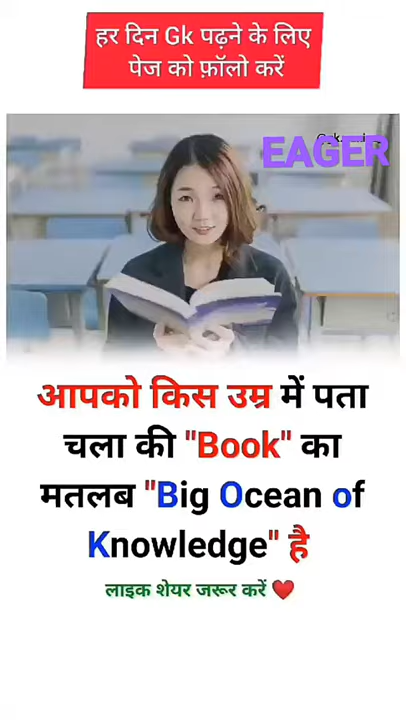 हर दिन Gk पढ़ने के लिए
पेज को फ़ॉलो करें
EAGER
आपको किस उम्र में पता
चला की "Book" का
मतलब "Big Ocean of
Knowledge" है
लाइक शेयर जरूर करें ❤️